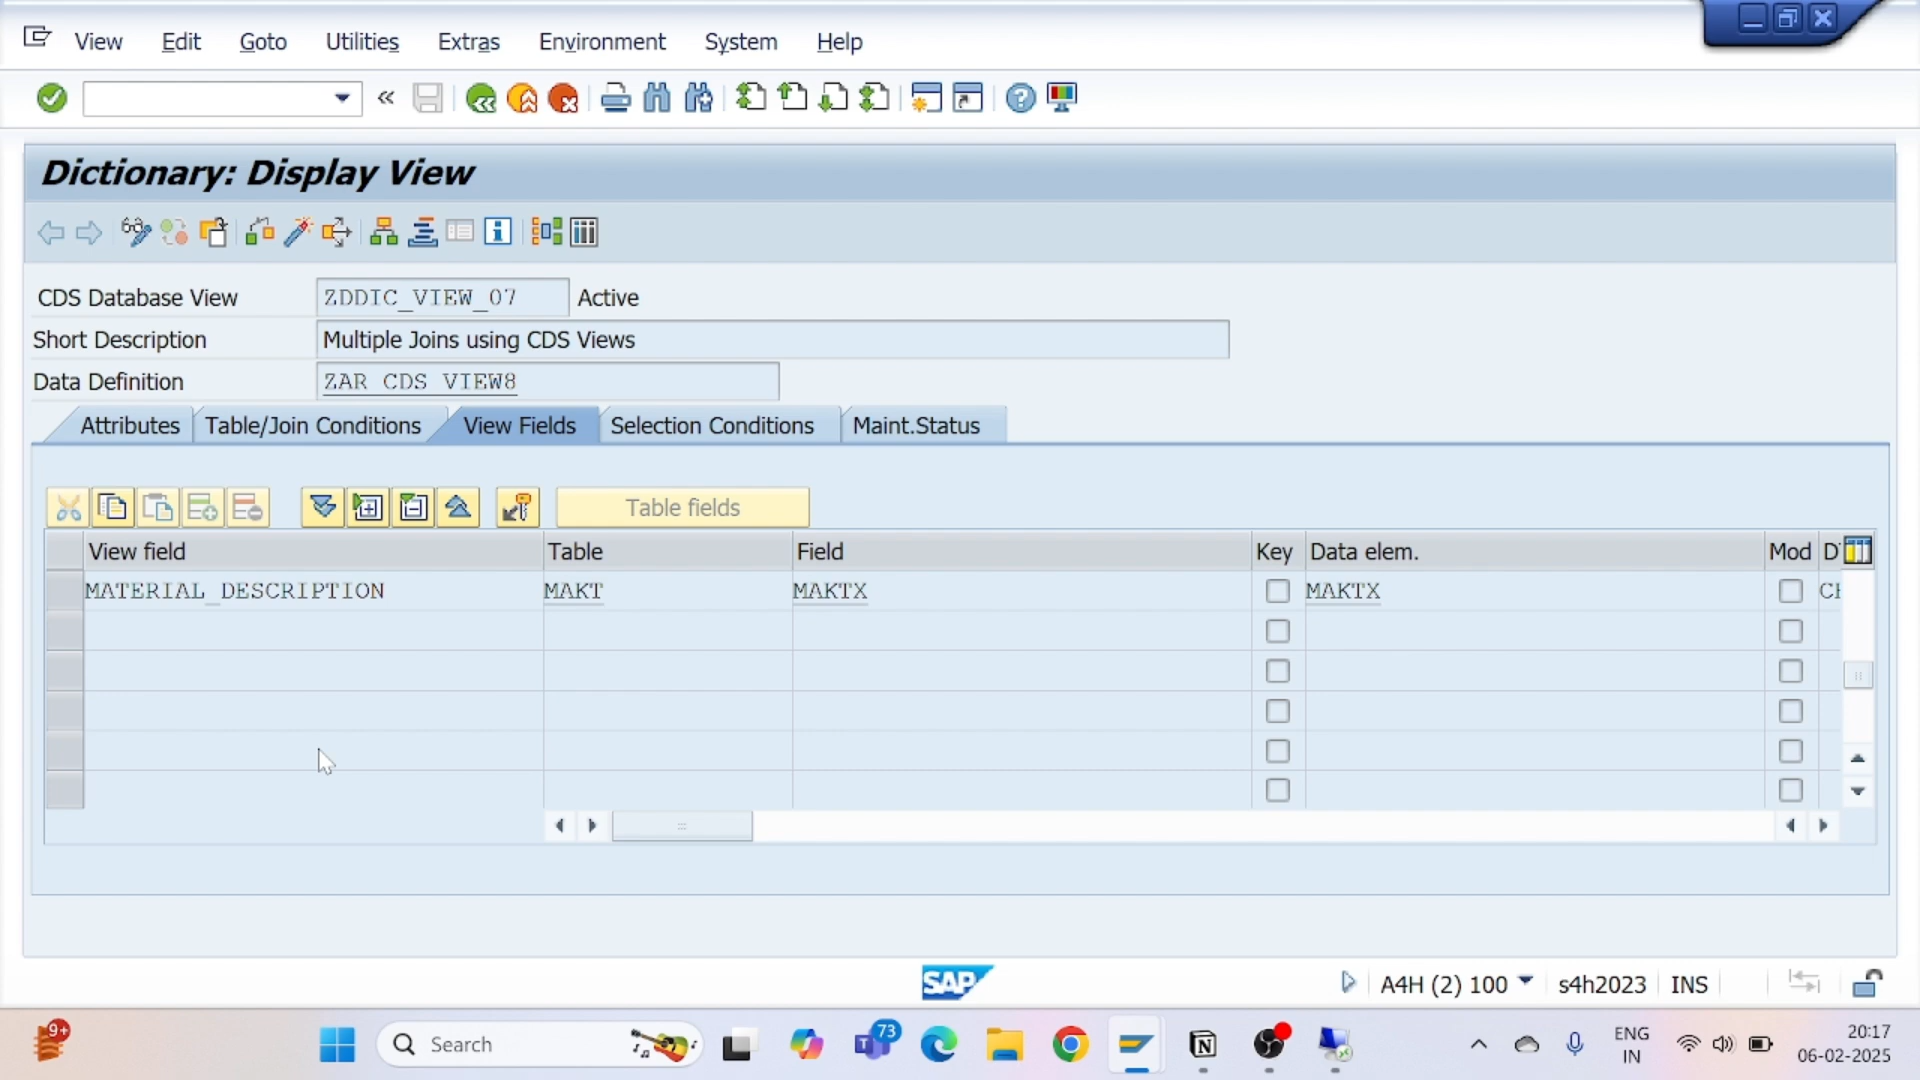 View Edit Goto Utilities Extras Environment System Help
Dictionary: Display View
CDS Database View ZDDIC_VIEW_07 Active
Short Description Multiple Joins using CDS Views
Data Definition ZAR_CDS_VIEW8
Attributes Table/Join Conditions View Fields Selection Conditions Maint.Status
Table fields
View field Table Field Key Data elem. Mod D
MATERIAL_DESCRIPTION MAKT MAKTX MAKTX
SAP A4H (2) 100 s4h2023 INS
9+ Search 73 ENG 20:17
IN 06-02-2025